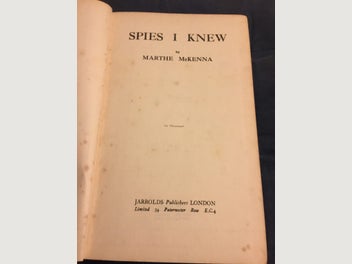 SPIES I KNEW
by
MARTHE McKENNA
JARROLDS Publishers LONDON
Limited 34 Paternoster Row E.C.4